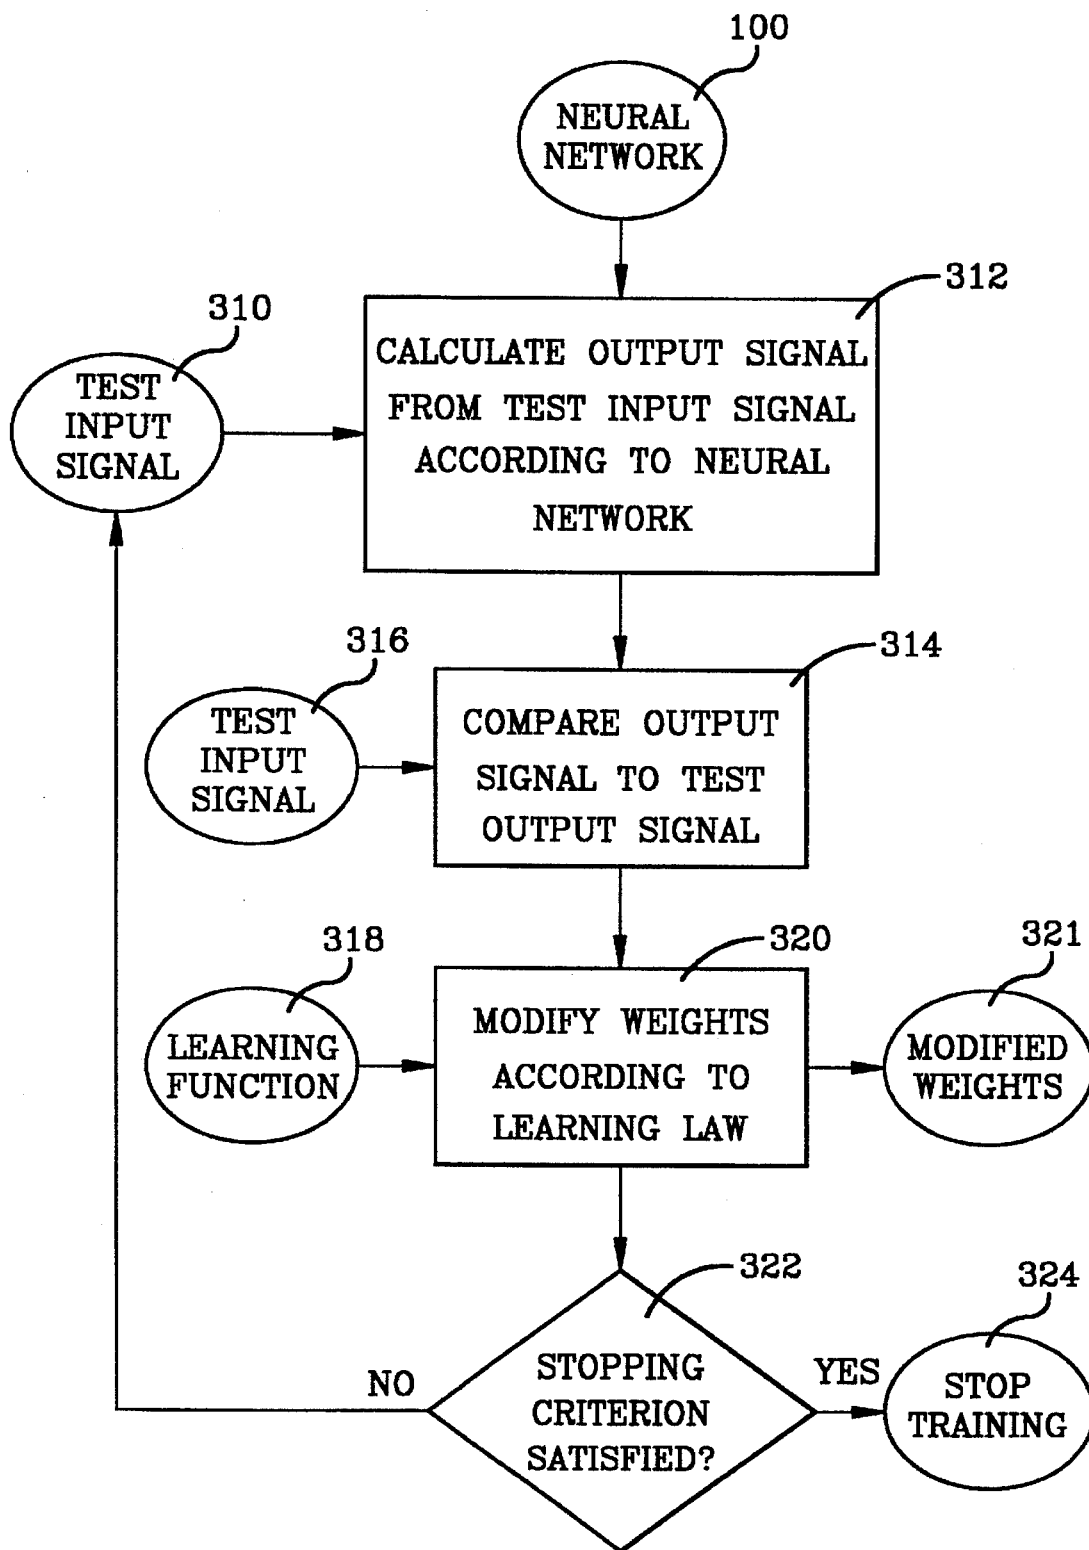 100
NEURAL
NETWORK
312
310
CALCULATE OUTPUT SIGNAL
FROM TEST INPUT SIGNAL
ACCORDING TO NEURAL
NETWORK
TEST
INPUT
SIGNAL
316
314
TEST
INPUT
SIGNAL
COMPARE OUTPUT
SIGNAL TO TEST
OUTPUT SIGNAL
318
320
321
LEARNING
FUNCTION
MODIFY WEIGHTS
ACCORDING TO
LEARNING LAW
MODIFIED
WEIGHTS
322
324
NO
STOPPING
CRITERION
SATISFIED?
YES
STOP
TRAINING